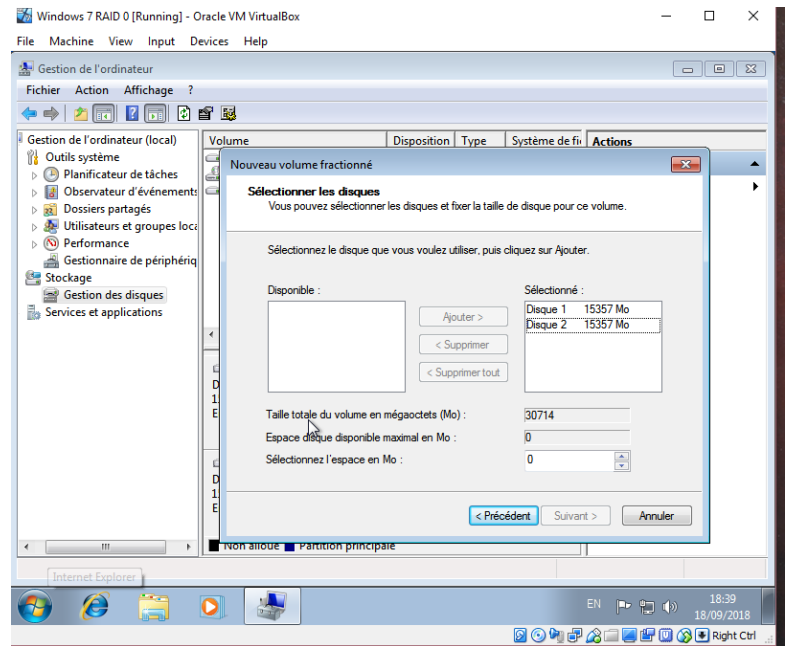 Windows 7 RAID 0 [Running] - Oracle VM VirtualBox
File Machine View Input Devices Help
Gestion de l'ordinateur
Fichier Action Affichage ?
Gestion de l'ordinateur (local)
Outils système
Planificateur de tâches
Observateur d'événements
Dossiers partagés
Utilisateurs et groupes loca
Performance
Gestionnaire de périphériq
Stockage
Gestion des disques
Services et applications
Volume Disposition Type Système de fi Actions
Nouveau volume fractionné
Sélectionner les disques
Vous pouvez sélectionner les disques et fixer la taille de disque pour ce volume.
Sélectionnez le disque que vous voulez utiliser, puis cliquez sur Ajouter.
Disponible :
Ajouter >
< Supprimer
< Supprimer tout
Sélectionné :
Disque 1 15357 Mo
Disque 2 15357 Mo
Taille totale du volume en mégaoctets (Mo) : 30714
Espace disque disponible maximal en Mo : 0
Sélectionnez l'espace en Mo : 0
< Précédent Suivant > Annuler
Non alloué Partition principale
Internet Explorer
EN 18:39
18/09/2018
Right Ctrl